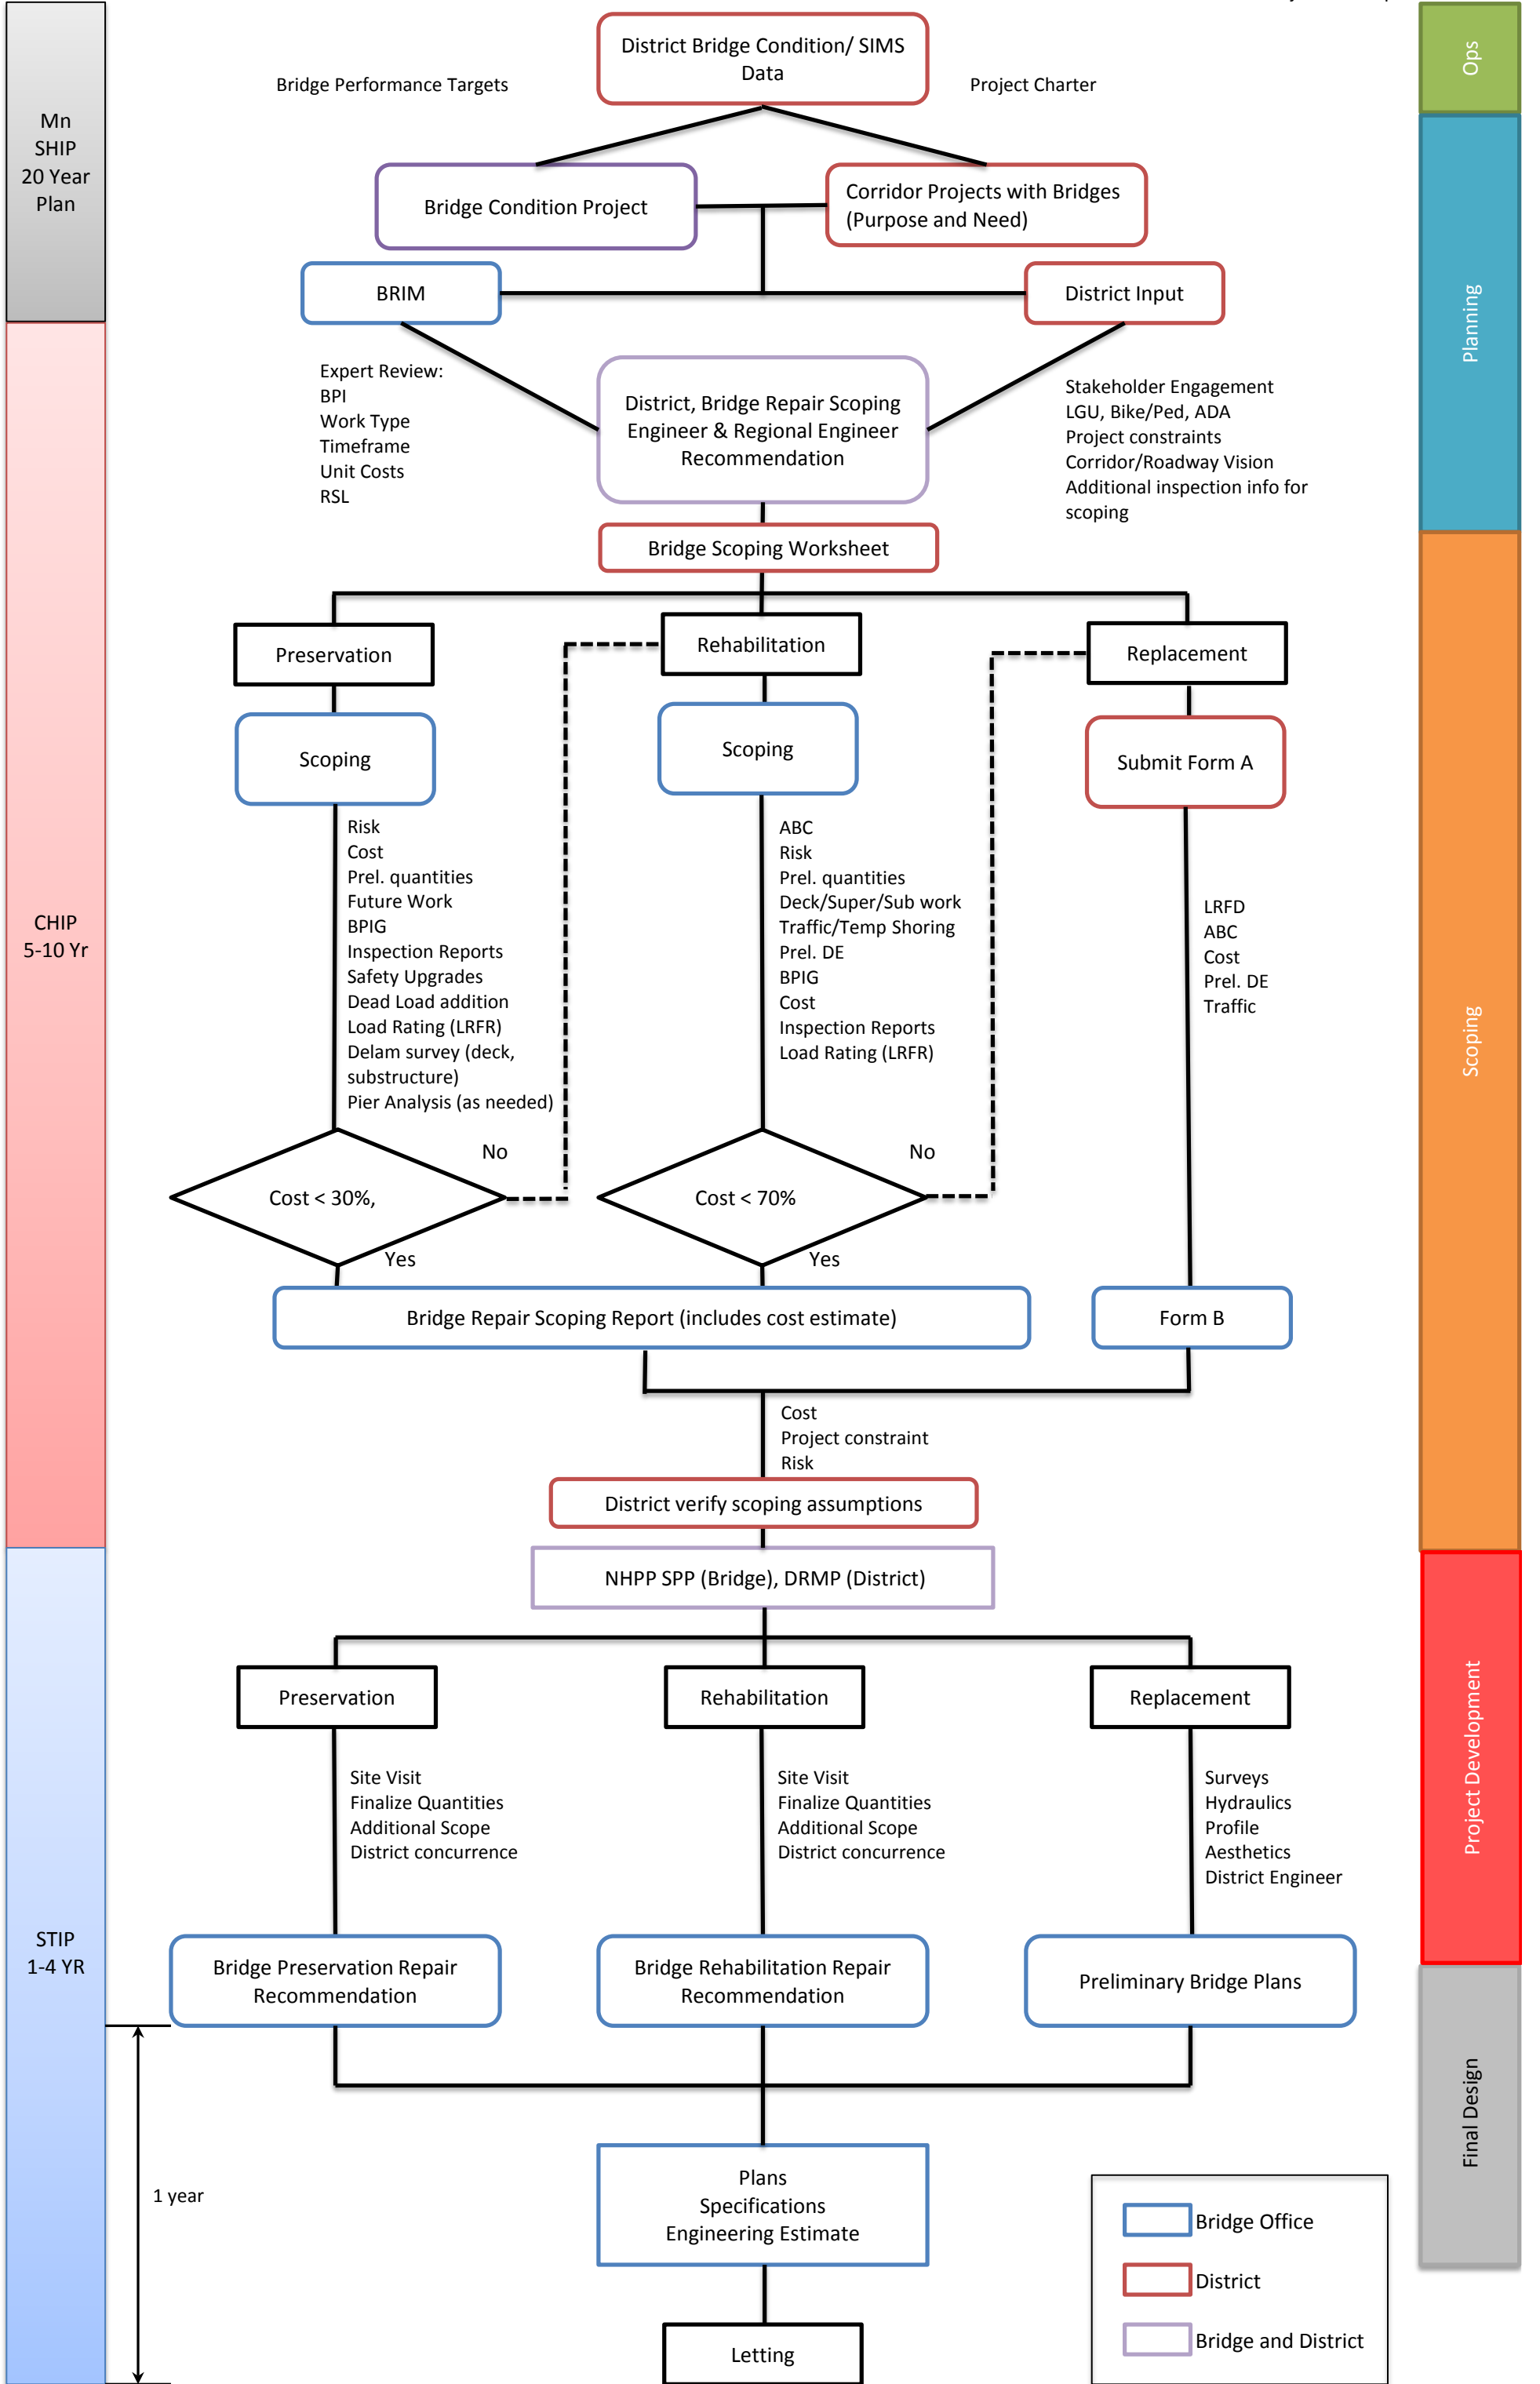 District Bridge Condition/ SIMS
Data
Bridge Performance Targets
Project Charter
Ops
Mn
SHIP
20 Year
Plan
Bridge Condition Project
Corridor Projects with Bridges
(Purpose and Need)
BRIM
District Input
Planning
Expert Review:
BPI
Work Type
Timeframe
Unit Costs
RSL
District, Bridge Repair Scoping
Engineer & Regional Engineer
Recommendation
Stakeholder Engagement
LGU, Bike/Ped, ADA
Project constraints
Corridor/Roadway Vision
Additional inspection info for
scoping
Bridge Scoping Worksheet
Preservation
Rehabilitation
Replacement
Scoping
Scoping
Submit Form A
CHIP
5-10 Yr
Risk
Cost
Prel. quantities
Future Work
BPIG
Inspection Reports
Safety Upgrades
Dead Load addition
Load Rating (LRFR)
Delam survey (deck,
substructure)
Pier Analysis (as needed)
ABC
Risk
Prel. quantities
Deck/Super/Sub work
Traffic/Temp Shoring
Prel. DE
BPIG
Cost
Inspection Reports
Load Rating (LRFR)
LRFD
ABC
Cost
Prel. DE
Traffic
Scoping
No
No
Cost < 30%,
Cost < 70%
Yes
Yes
Bridge Repair Scoping Report (includes cost estimate)
Form B
Cost
Project constraint
Risk
District verify scoping assumptions
NHPP SPP (Bridge), DRMP (District)
Preservation
Rehabilitation
Replacement
Project Development
Site Visit
Finalize Quantities
Additional Scope
District concurrence
Site Visit
Finalize Quantities
Additional Scope
District concurrence
Surveys
Hydraulics
Profile
Aesthetics
District Engineer
STIP
1-4 YR
Bridge Preservation Repair
Recommendation
Bridge Rehabilitation Repair
Recommendation
Preliminary Bridge Plans
Final Design
1 year
Plans
Specifications
Engineering Estimate
Letting
Bridge Office
District
Bridge and District